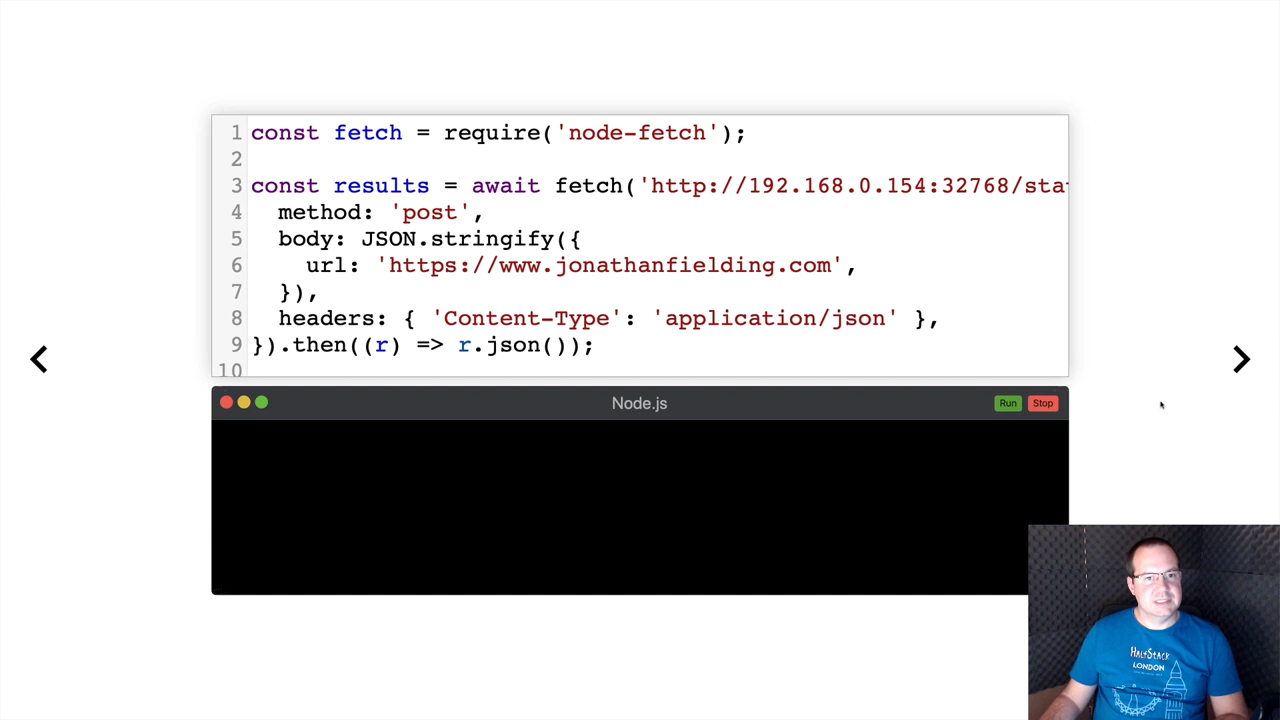 1 const fetch = require('node-fetch');
2
3 const results = await fetch('http://192.168.0.154:32768/sta
4 method: 'post',
5 body: JSON.stringify({
6 url: 'https://www.jonathanfielding.com',
7 }),
8 headers: { 'Content-Type': 'application/json' },
9 }).then((r) => r.json());
10
Node.js
Run
Stop
HALFSTACK
LONDON